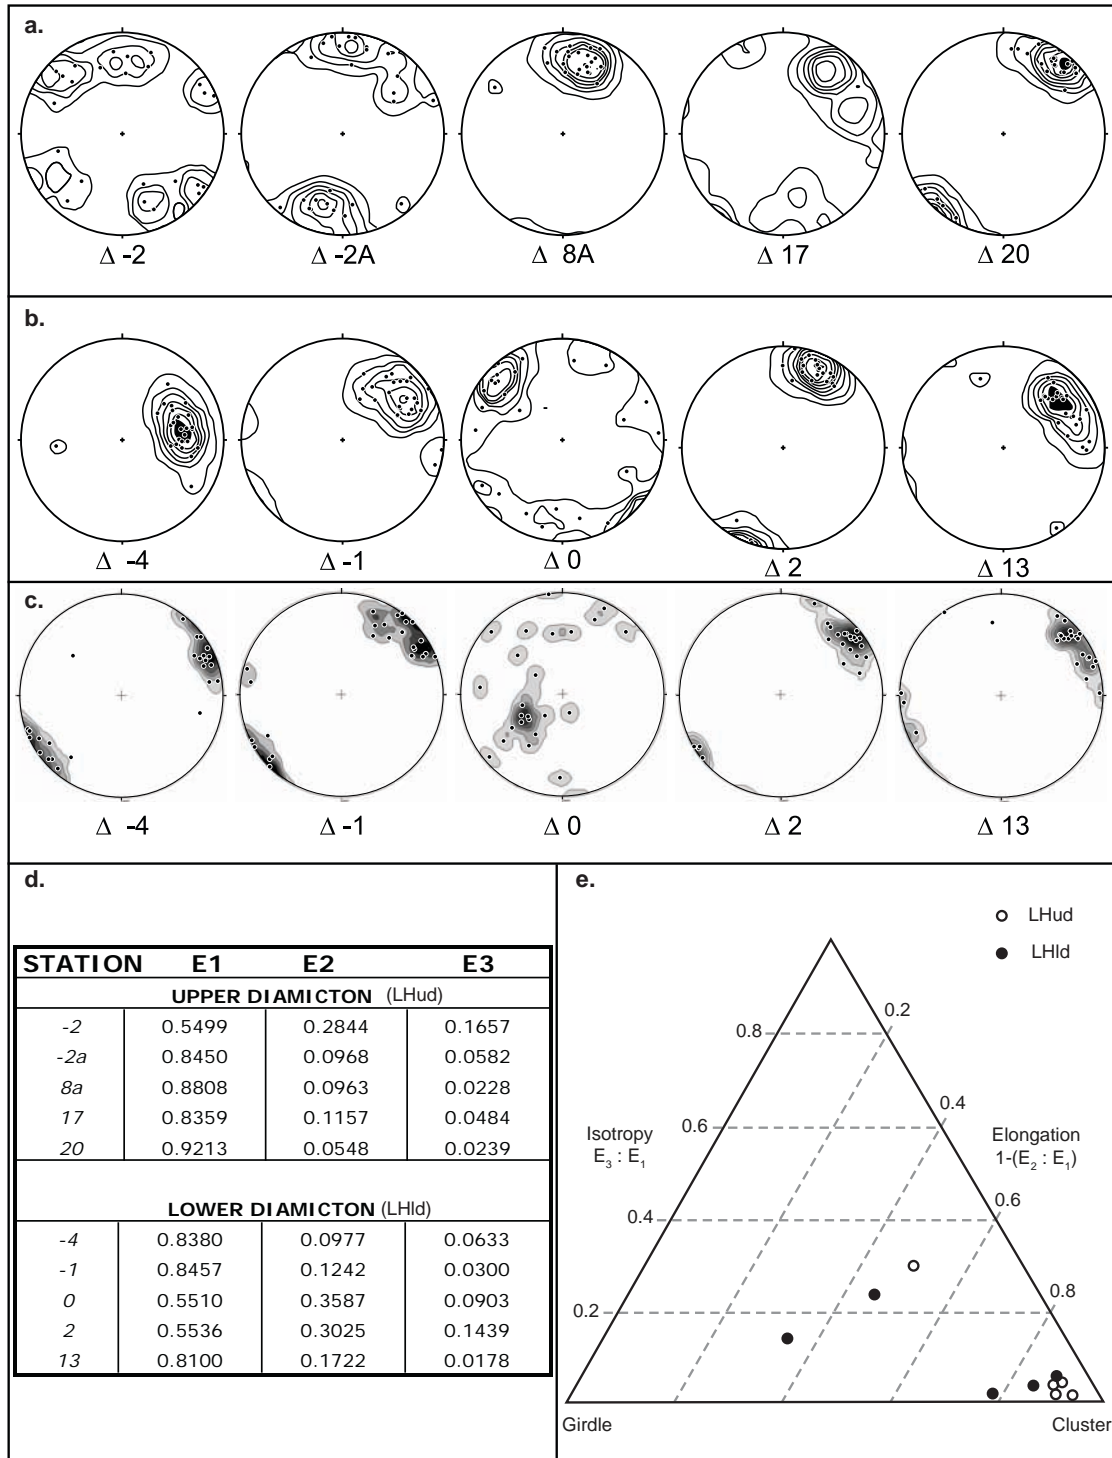 a.
Δ -2 Δ -2A Δ 8A Δ 17 Δ 20
b.
Δ -4 Δ -1 Δ 0 Δ 2 Δ 13
c.
Δ -4 Δ -1 Δ 0 Δ 2 Δ 13
d.
STATION E1 E2 E3
UPPER DIAMICTON (LHud)
-2 0.5499 0.2844 0.1657
-2a 0.8450 0.0968 0.0582
8a 0.8808 0.0963 0.0228
17 0.8359 0.1157 0.0484
20 0.9213 0.0548 0.0239
LOWER DIAMICTON (LHld)
-4 0.8380 0.0977 0.0633
-1 0.8457 0.1242 0.0300
0 0.5510 0.3587 0.0903
2 0.5536 0.3025 0.1439
13 0.8100 0.1722 0.0178
e.
LHud
LHld
0.8
0.6
0.4
0.2
Isotropy
E3 : E1
0.2
0.4
0.6
0.8
Elongation
1-(E2 : E1)
Girdle
Cluster